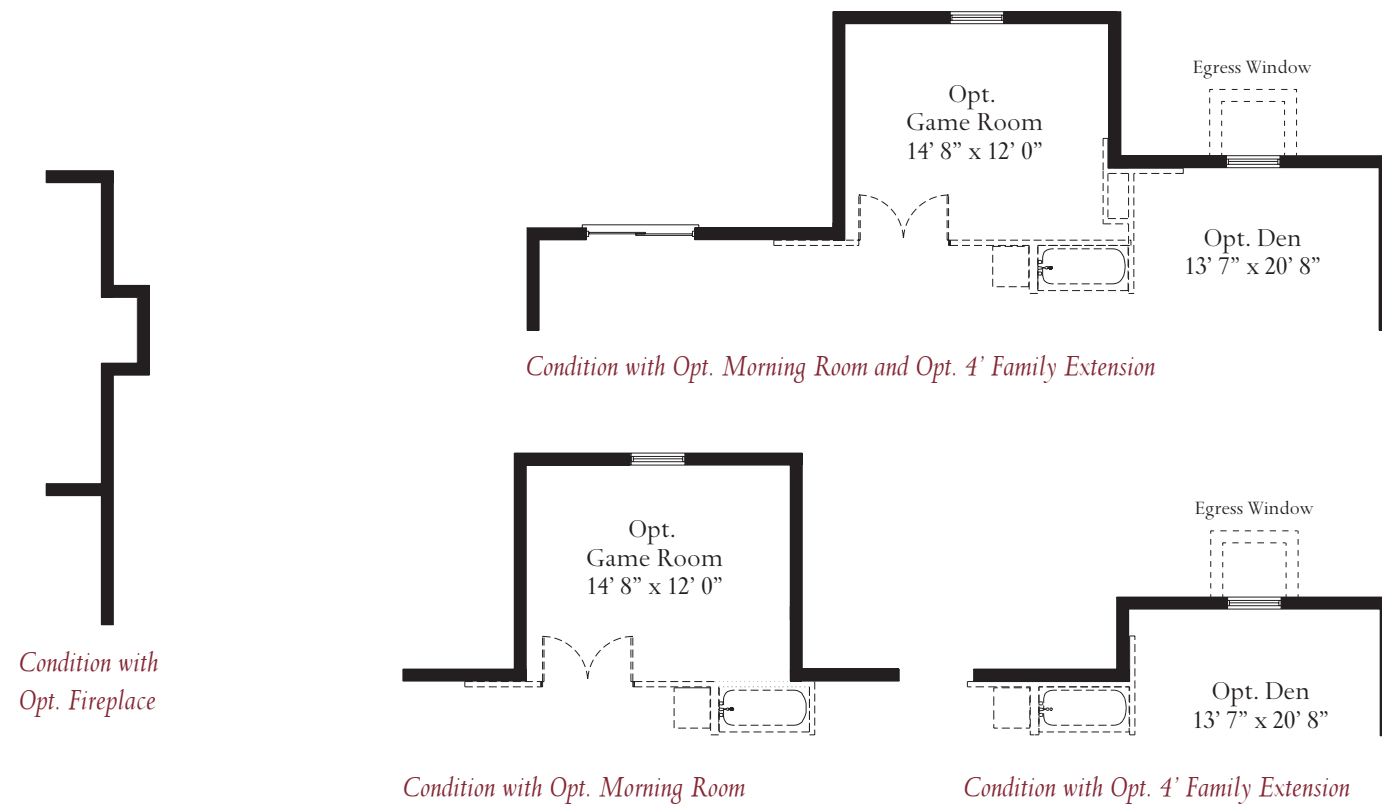 Egress Window
Opt.
Game Room
14’ 8” x 12’ 0”
Opt. Den
13’ 7” x 20’ 8”
Condition with Opt. Morning Room and Opt. 4’ Family Extension
Condition with
Opt. Fireplace
Opt.
Game Room
14’ 8” x 12’ 0”
Condition with Opt. Morning Room
Egress Window
Opt. Den
13’ 7” x 20’ 8”
Condition with Opt. 4’ Family Extension